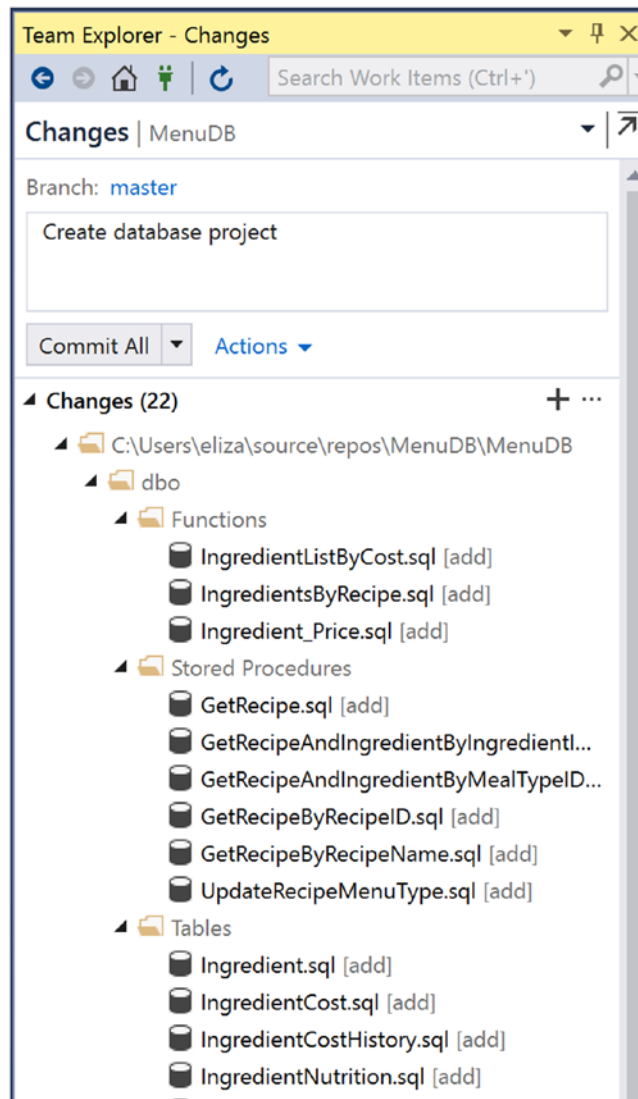 Team Explorer - Changes
Search Work Items (Ctrl+')
Changes | MenuDB
Branch: master
Create database project
Commit All
Actions
Changes (22)
C:\Users\eliza\source\repos\MenuDB\MenuDB
dbo
Functions
IngredientListByCost.sql [add]
IngredientsByRecipe.sql [add]
Ingredient_Price.sql [add]
Stored Procedures
GetRecipe.sql [add]
GetRecipeAndIngredientByIngredientI...
GetRecipeAndIngredientByMealTypeID...
GetRecipeByRecipeID.sql [add]
GetRecipeByRecipeName.sql [add]
UpdateRecipeMenuType.sql [add]
Tables
Ingredient.sql [add]
IngredientCost.sql [add]
IngredientCostHistory.sql [add]
IngredientNutrition.sql [add]